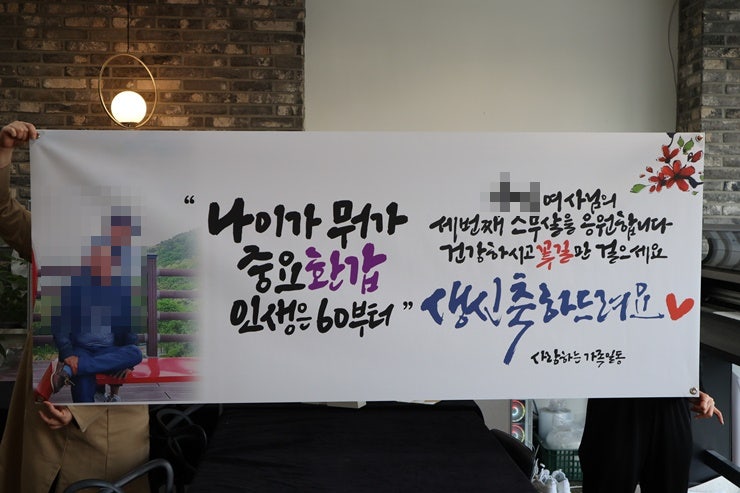 “ 나이가 뭐가
중요환갑
인생은 60부터 ”
여사님의
세번째 스무살을 응원합니다
건강하시고 꽃길만 걸으세요
생신축하드려요
사랑하는 가족일동